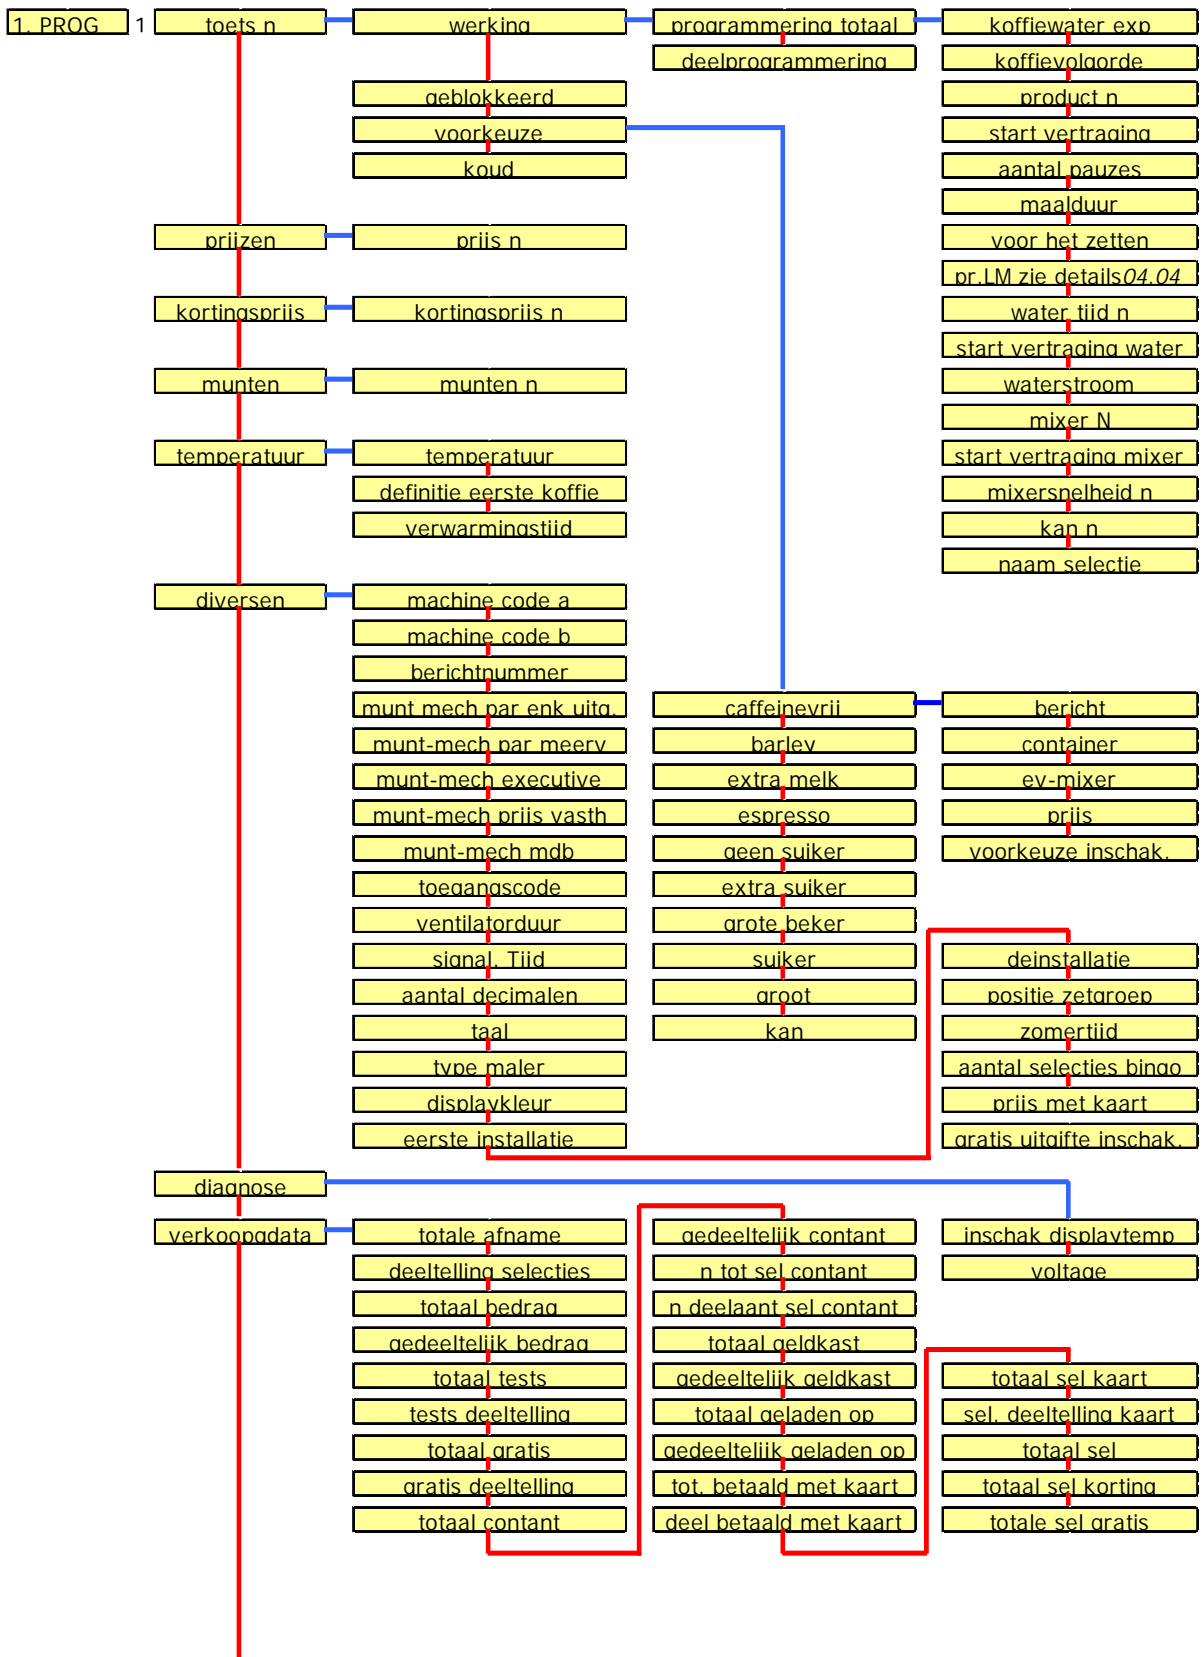 1. PROG 1 toets n werking programmering totaal koffiewater exp
deelprogrammering koffievolgorde
geblokkeerd product n
voorkeuze start vertraging
koud aantal pauzes
maalduur
prijzen prijs n voor het zetten
pr.LM zie details04.04
kortingsprijs kortingsprijs n water tijd n
start vertraging water
munten munten n waterstroom
mixer N
temperatuur temperatuur start vertraging mixer
definitie eerste koffie mixersnelheid n
verwarmingstijd kan n
naam selectie
diversen machine code a
machine code b
berichtnummer
munt mech par enk uitg. caffeinevrij bericht
munt-mech par meerv barley container
munt-mech executive extra melk ev-mixer
munt-mech prijs vasth espresso prijs
munt-mech mdb geen suiker voorkeuze inschak.
toegangscode extra suiker
ventilatorduur grote beker
signal. Tijd suiker deinstallatie
aantal decimalen groot positie zetgroep
taal kan zomertijd
type maler aantal selecties bingo
displaykleur prijs met kaart
eerste installatie gratis uitgifte inschak.
diagnose
verkoopdata totale afname gedeeltelijk contant inschak displaytemp
deeltelling selecties n tot sel contant voltage
totaal bedrag n deelaant sel contant
gedeeltelijk bedrag totaal geldkast
totaal tests gedeeltelijk geldkast totaal sel kaart
tests deeltelling totaal geladen op sel. deeltelling kaart
totaal gratis gedeeltelijk geladen op totaal sel
gratis deeltelling tot. betaald met kaart totaal sel korting
totaal contant deel betaald met kaart totale sel gratis